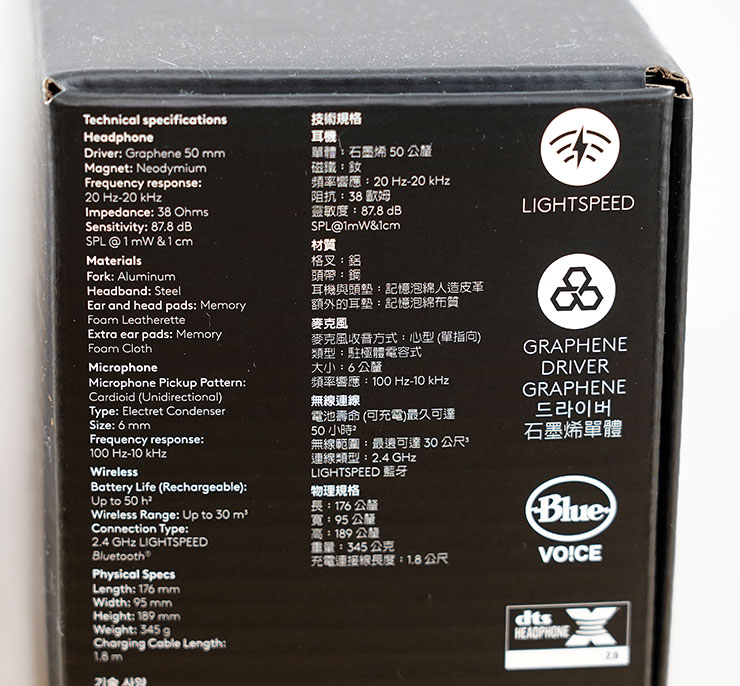 Technical specifications
Headphone
Driver: Graphene 50 mm
Magnet: Neodymium
Frequency response:
20 Hz-20 kHz
Impedance: 38 Ohms
Sensitivity: 87.8 dB
SPL @ 1 mW & 1 cm
Materials
Fork: Aluminum
Headband: Steel
Ear and head pads: Memory
Foam Leatherette
Extra ear pads: Memory
Foam Cloth
Microphone
Microphone Pickup Pattern:
Cardioid (Unidirectional)
Type: Electret Condenser
Size: 6 mm
Frequency response:
100 Hz-10 kHz
Wireless
Battery Life (Rechargeable):
Up to 50 h²
Wireless Range: Up to 30 m³
Connection Type:
2.4 GHz LIGHTSPEED
Bluetooth®
Physical Specs
Length: 176 mm
Width: 95 mm
Height: 189 mm
Weight: 345 g
Charging Cable Length:
1.8 m
기술 사양
技術規格
耳機
單體：石墨烯 50 公釐
磁鐵：釹
頻率響應：20 Hz-20 kHz
阻抗：38 歐姆
靈敏度：87.8 dB
SPL@1mW&1cm
材質
格叉：鋁
頭帶：鋼
耳機與頭墊：記憶泡綿人造皮革
額外的耳墊：記憶泡綿布質
麥克風
麥克風收音方式：心型 (單指向)
類型：駐極體電容式
大小：6 公釐
頻率響應：100 Hz-10 kHz
無線連線
電池壽命 (可充電)最久可達
50 小時²
無線範圍：最遠可達 30 公尺³
連線類型：2.4 GHz
LIGHTSPEED 藍牙
物理規格
長：176 公釐
寬：95 公釐
高：189 公釐
重量：345 公克
充電連接線長度：1.8 公尺
LIGHTSPEED
GRAPHENE
DRIVER
GRAPHENE
드라이버
石墨烯單體
Blue
VO!CE
dts
HEADPHONE X
2.0